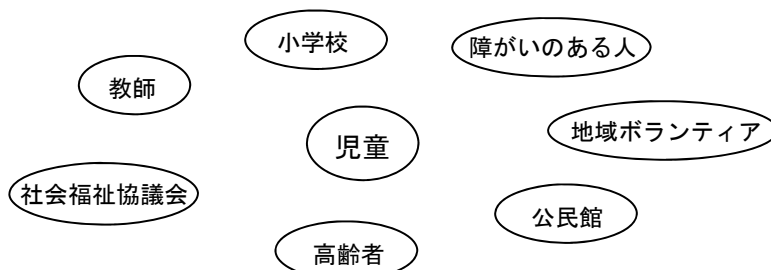 小学校
障がいのある人
教師
地域ボランティア
児童
社会福祉協議会
公民館
高齢者